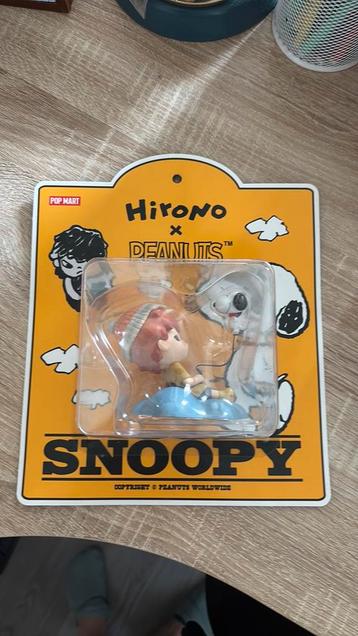 POP MART
Hirono
×
PEANUTS™
SNOOPY
COPYRIGHT © PEANUTS WORLDWIDE